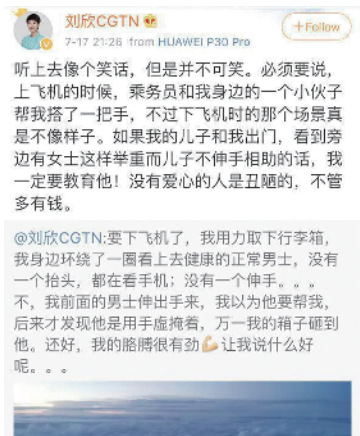 刘欣CGTN
7-17 21:26 from HUAWEI P30 Pro
+Follow
听上去像个笑话，但是并不可笑。必须要说，
上飞机的时候，乘务员和我身边的一个小伙子
帮我搭了一把手，不过下飞机时的那个场景真
是不像样子。如果我的儿子和我出门，看到旁
边有女士这样举重而儿子不伸手相助的话，我
一定要教育他！没有爱心的人是丑陋的，不管
多有钱。
@刘欣CGTN:要下飞机了，我用力取下行李箱，
我身边环绕了一圈看上去健康的正常男士，没有
一个抬头，都在看手机；没有一个伸手。。。
不，我前面的男士伸出手来，我以为他要帮我，
后来才发现他是用手虚掩着，万一我的箱子砸到
他。还好，我的胳膊很有劲💪让我说什么好
呢。。。